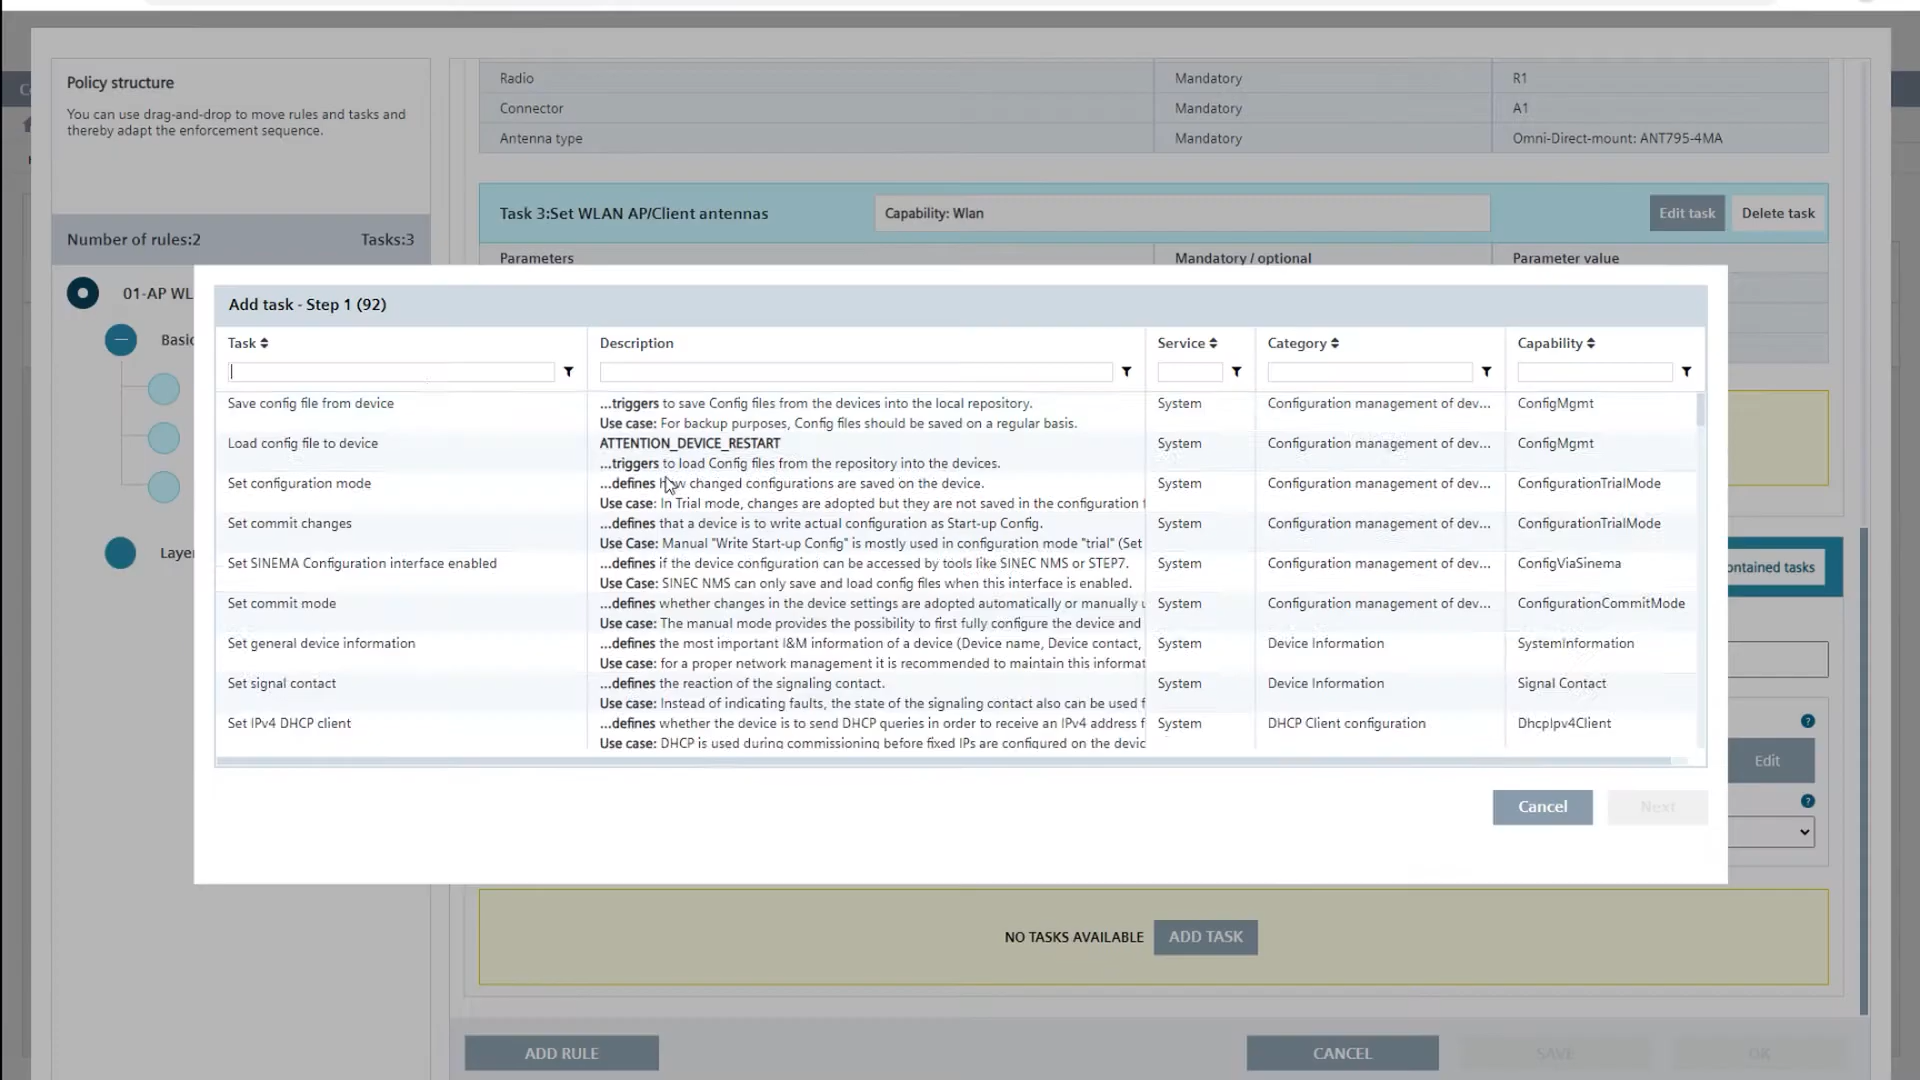 Policy structure
You can use drag-and-drop to move rules and tasks and
thereby adapt the enforcement sequence.
Number of rules:2 Tasks:3
01-AP WL
Basic
Layer
Radio Mandatory R1
Connector Mandatory A1
Antenna type Mandatory Omni-Direct-mount: ANT795-4MA
Task 3:Set WLAN AP/Client antennas Capability: Wlan Edit task Delete task
Parameters Mandatory / optional Parameter value
Add task - Step 1 (92)
Task Description Service Category Capability
Save config file from device ...triggers to save Config files from the devices into the local repository. System Configuration management of dev... ConfigMgmt
Use case: For backup purposes, Config files should be saved on a regular basis.
Load config file to device ATTENTION_DEVICE_RESTART System Configuration management of dev... ConfigMgmt
...triggers to load Config files from the repository into the devices.
Set configuration mode ...defines how changed configurations are saved on the device. System Configuration management of dev... ConfigurationTrialMode
Use case: In Trial mode, changes are adopted but they are not saved in the configuration f
Set commit changes ...defines that a device is to write actual configuration as Start-up Config. System Configuration management of dev... ConfigurationTrialMode
Use Case: Manual "Write Start-up Config" is mostly used in configuration mode "trial" (Set
Set SINEMA Configuration interface enabled ...defines if the device configuration can be accessed by tools like SINEC NMS or STEP7. System Configuration management of dev... ConfigViaSinema
Use Case: SINEC NMS can only save and load config files when this interface is enabled.
Set commit mode ...defines whether changes in the device settings are adopted automatically or manually u System Configuration management of dev... ConfigurationCommitMode
Use case: The manual mode provides the possibility to first fully configure the device and
Set general device information ...defines the most important I&M information of a device (Device name, Device contact, System Device Information SystemInformation
Use case: for a proper network management it is recommended to maintain this informat
Set signal contact ...defines the reaction of the signaling contact. System Device Information Signal Contact
Use case: Instead of indicating faults, the state of the signaling contact also can be used f
Set IPv4 DHCP client ...defines whether the device is to send DHCP queries in order to receive an IPv4 address f System DHCP Client configuration DhcpIpv4Client
Use case: DHCP is used during commissioning before fixed IPs are configured on the devic
Cancel Next
ontained tasks
?
Edit
?
NO TASKS AVAILABLE ADD TASK
ADD RULE CANCEL SAVE OK